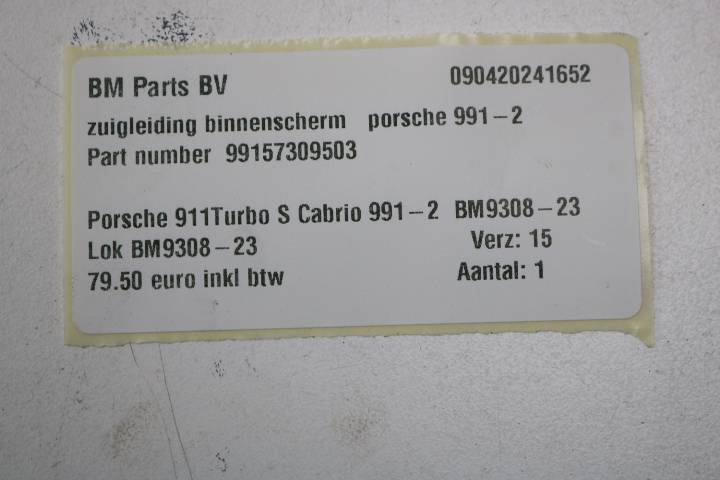 BM Parts BV 090420241652
zuigleiding binnenscherm porsche 991-2
Part number 99157309503
Porsche 911Turbo S Cabrio 991-2 BM9308-23
Lok BM9308-23 Verz: 15
79.50 euro inkl btw Aantal: 1